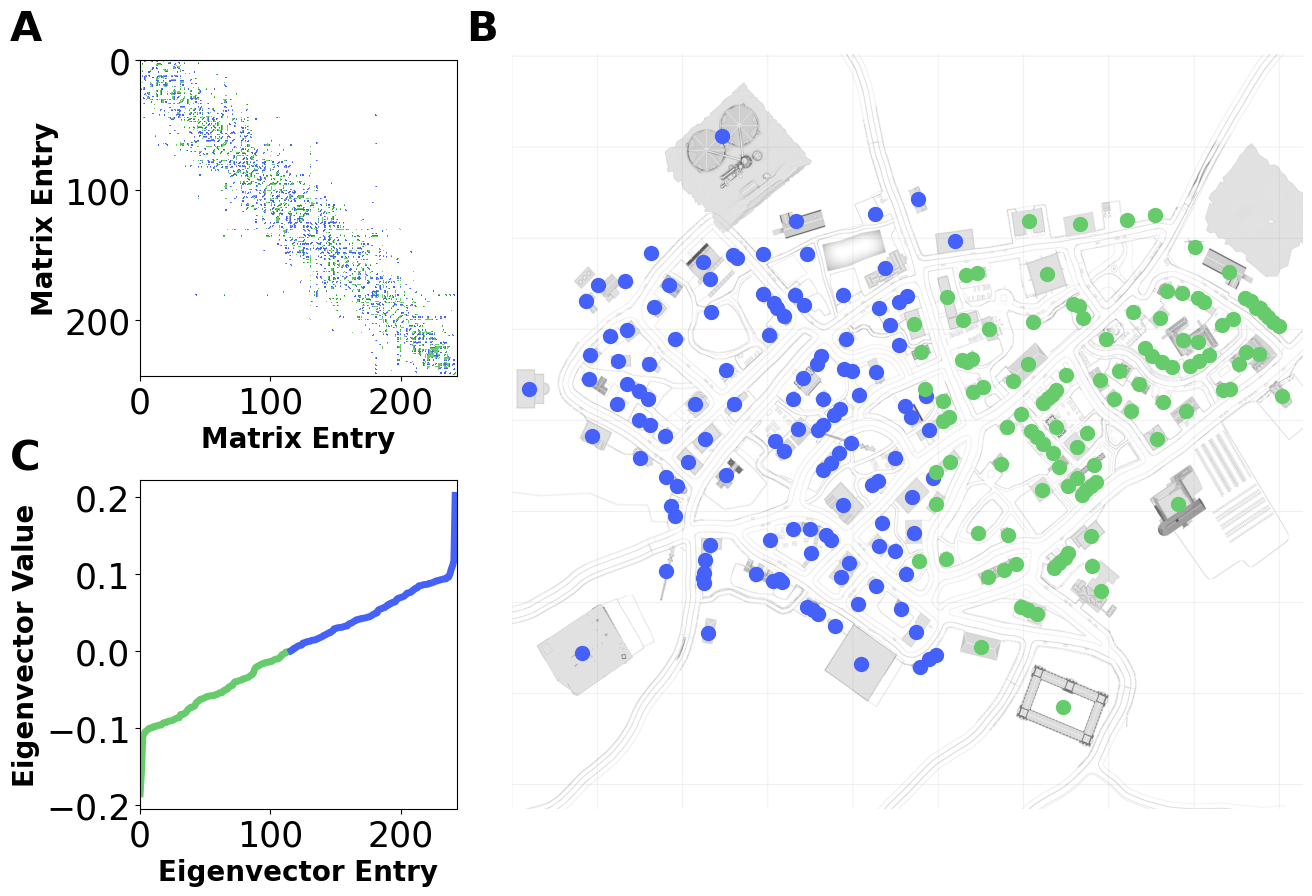 A
B
0
100
200
Matrix Entry
0
100
200
Matrix Entry
C
0.2
0.1
0.0
−0.1
−0.2
Eigenvector Value
0
100
200
Eigenvector Entry